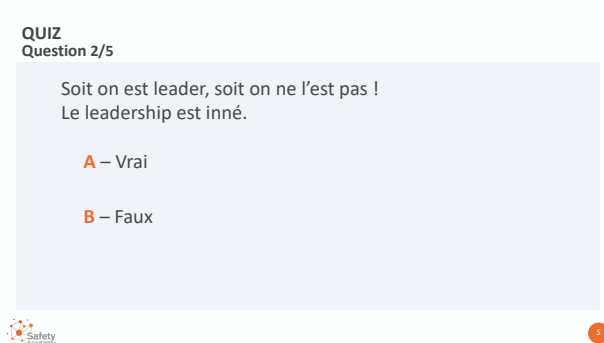 QUIZ
Question 2/5
Soit on est leader, soit on ne l’est pas !
Le leadership est inné.
A – Vrai
B – Faux
Safety
Academy
5